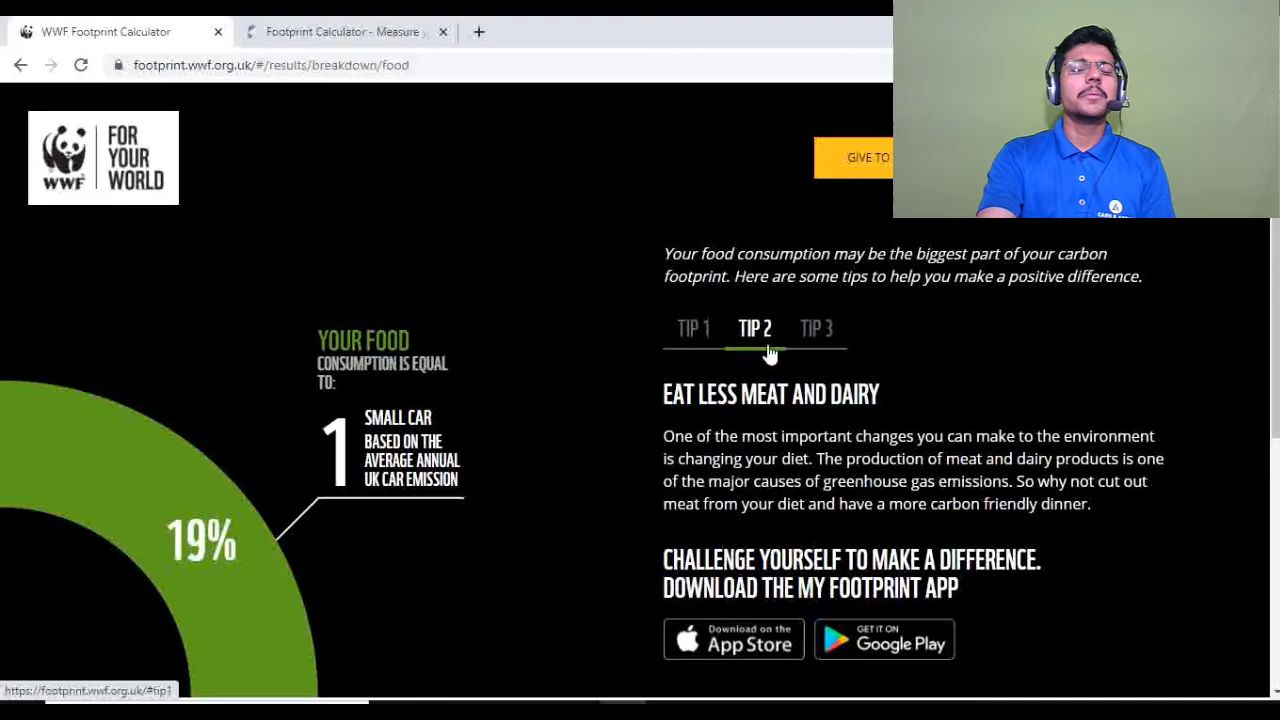 WWF Footprint Calculator
Footprint Calculator - Measure
footprint.wwf.org.uk/#/results/breakdown/food
WWF
FOR
YOUR
WORLD
GIVE TO
Your food consumption may be the biggest part of your carbon
footprint. Here are some tips to help you make a positive difference.
TIP 1 TIP 2 TIP 3
YOUR FOOD
CONSUMPTION IS EQUAL
TO:
1 SMALL CAR
BASED ON THE
AVERAGE ANNUAL
UK CAR EMISSION
19%
EAT LESS MEAT AND DAIRY
One of the most important changes you can make to the environment
is changing your diet. The production of meat and dairy products is one
of the major causes of greenhouse gas emissions. So why not cut out
meat from your diet and have a more carbon friendly dinner.
CHALLENGE YOURSELF TO MAKE A DIFFERENCE.
DOWNLOAD THE MY FOOTPRINT APP
Download on the
App Store
GET IT ON
Google Play
https://footprint.wwf.org.uk/#tip1